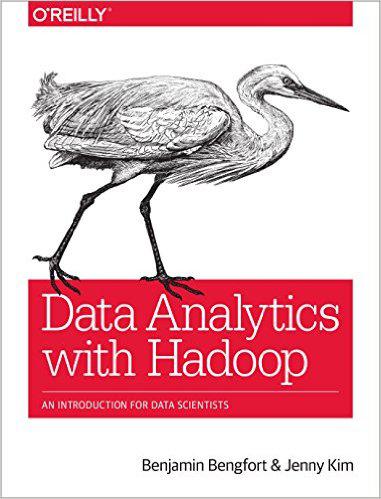 O'REILLY®
Data Analytics
with Hadoop
AN INTRODUCTION FOR DATA SCIENTISTS
Benjamin Bengfort & Jenny Kim